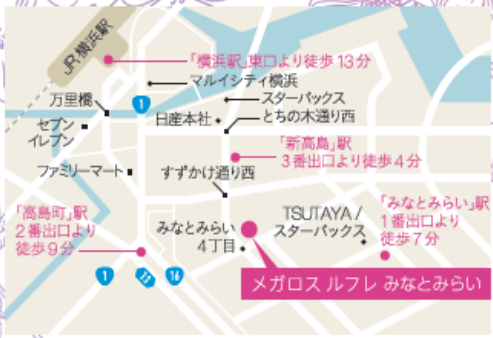 JR 横浜駅
「横浜駅」東口より徒歩 13分
マルイシティ横浜
万里橋
1
スターバックス
日産本社
とちの木通り西
セブン
イレブン
「新高島」駅
3番出口より徒歩 4分
ファミリーマート
すずかけ通り西
「高島町」駅
2番出口より
徒歩 9分
みなとみらい
4丁目
TSUTAYA /
スターバックス
「みなとみらい」駅
1番出口より
徒歩 7分
1
16
メガロス ルフレ みなとみらい